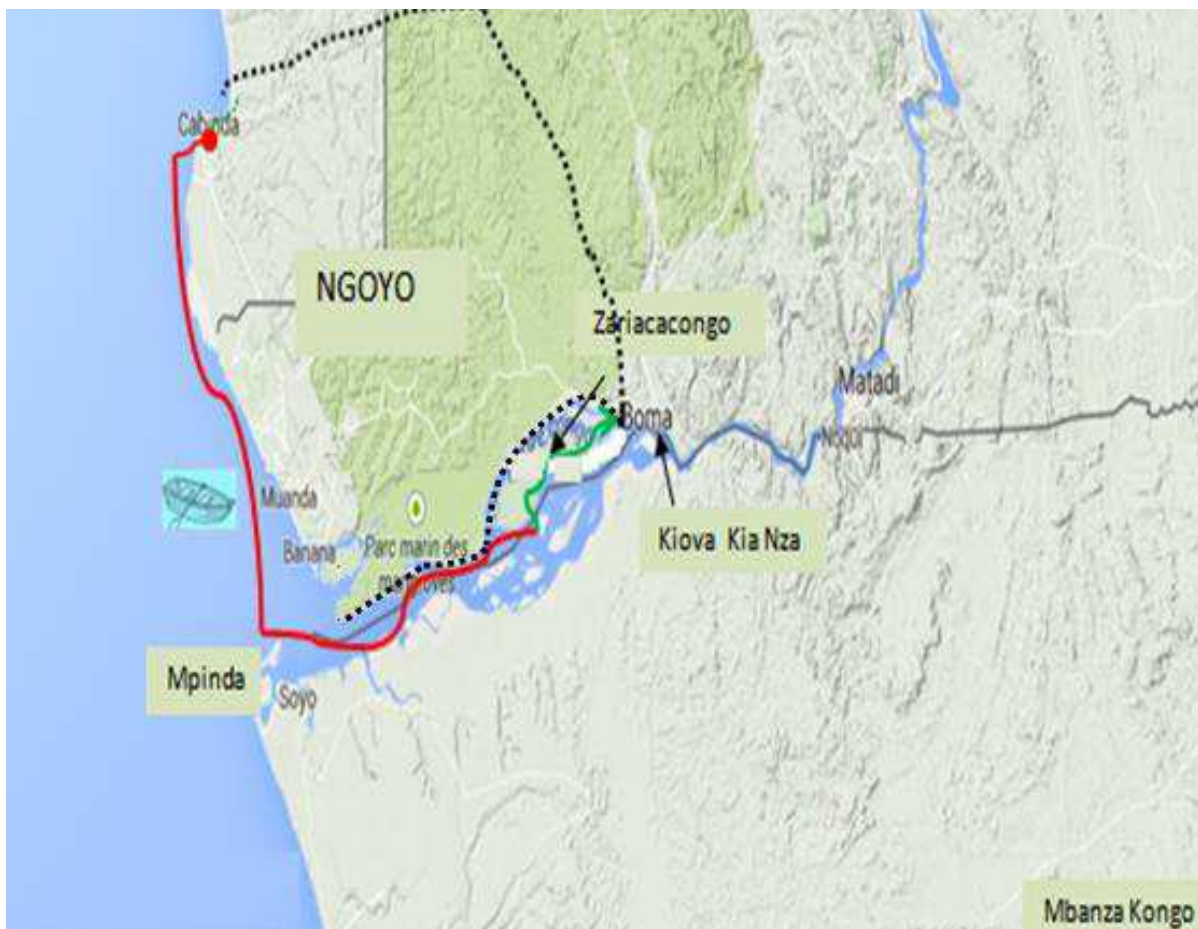 Cabinda
NGOYO
Zariacacongo
Boma
Matadi
Noqui
Kiova Kia Nza
Muanda
Banana
Parc marin des
mangroves
Mpinda
Soyo
Mbanza Kongo